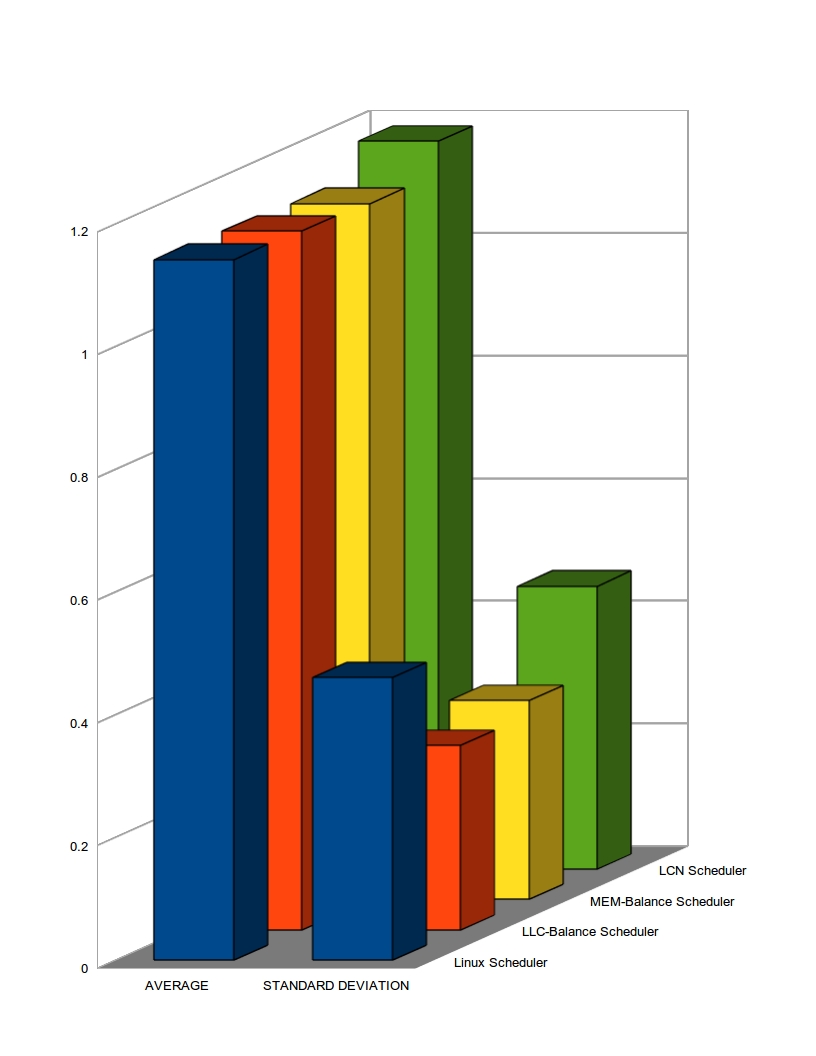 1.2
1
0.8
0.6
0.4
0.2
0
LCN Scheduler
MEM-Balance Scheduler
LLC-Balance Scheduler
Linux Scheduler
AVERAGE
STANDARD DEVIATION